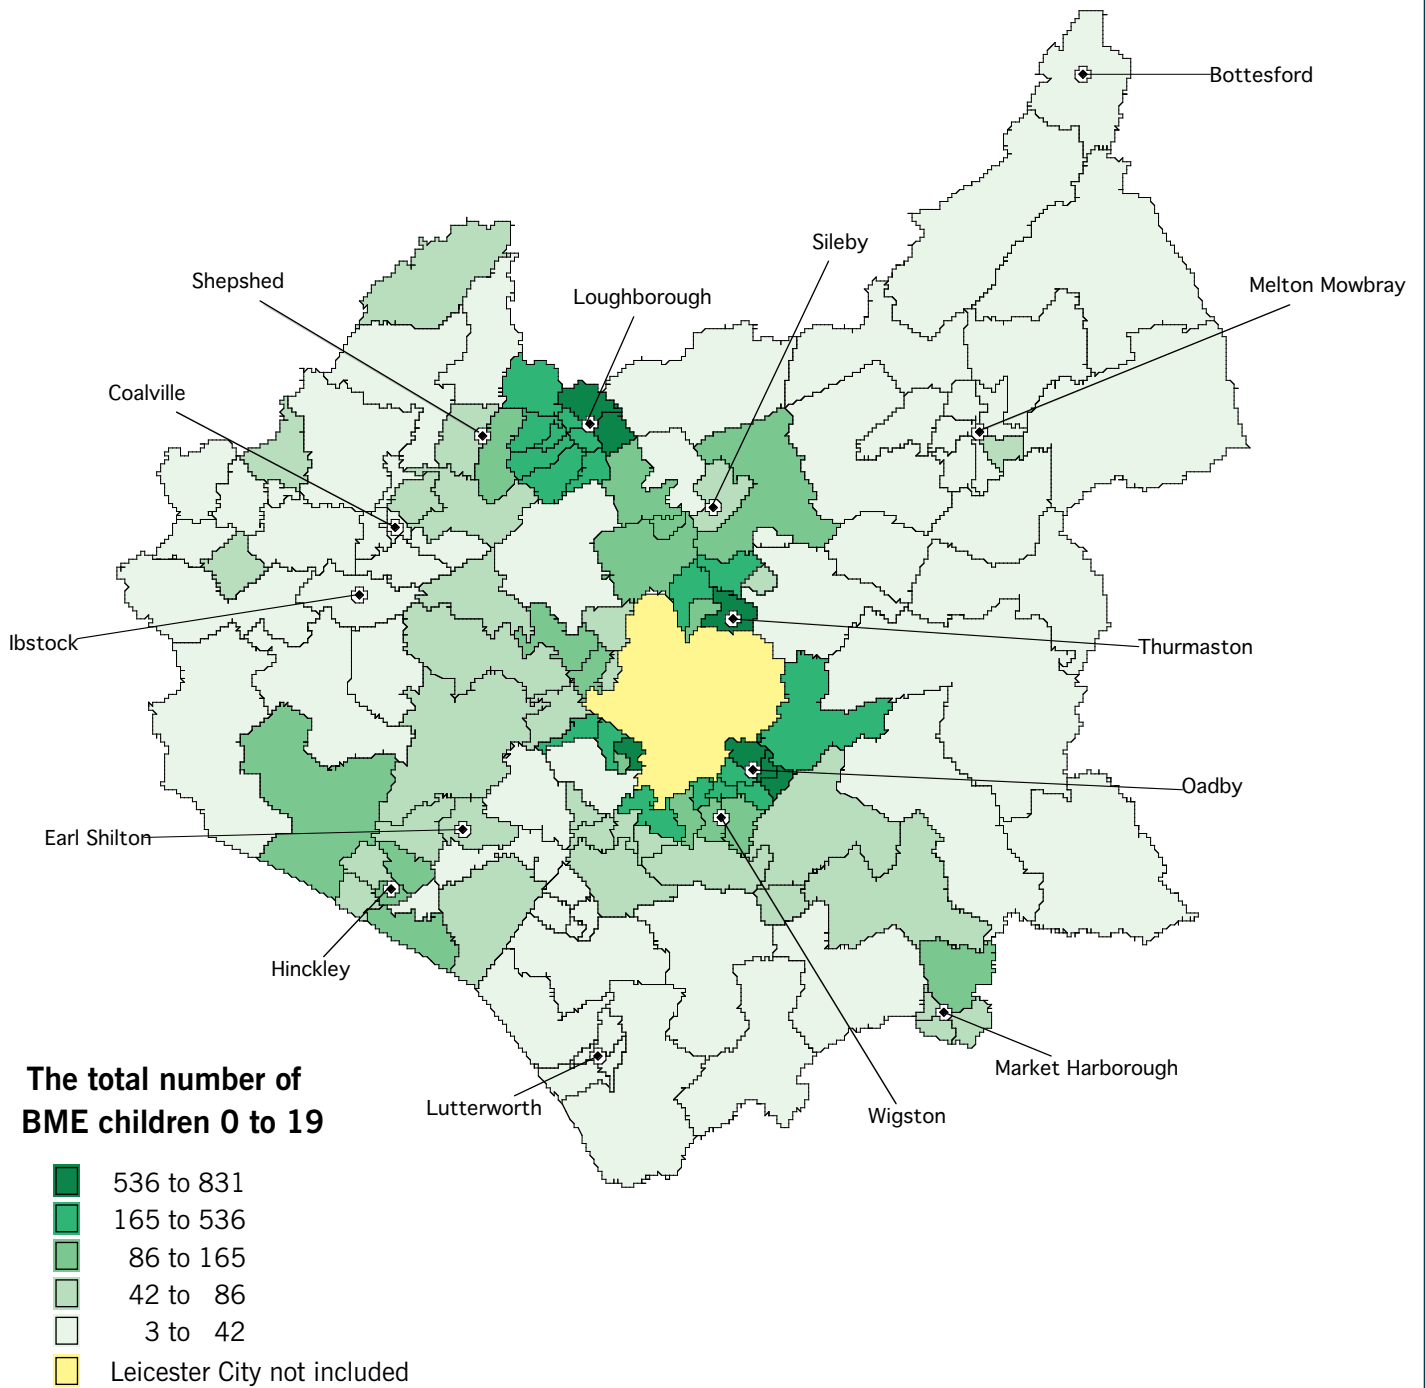 Bottesford
Sileby
Shepshed
Melton Mowbray
Loughborough
Coalville
Ibstock
Thurmaston
Oadby
Earl Shilton
Hinckley
Market Harborough
Lutterworth
Wigston
The total number of
BME children 0 to 19
536 to 831
165 to 536
86 to 165
42 to 86
3 to 42
Leicester City not included